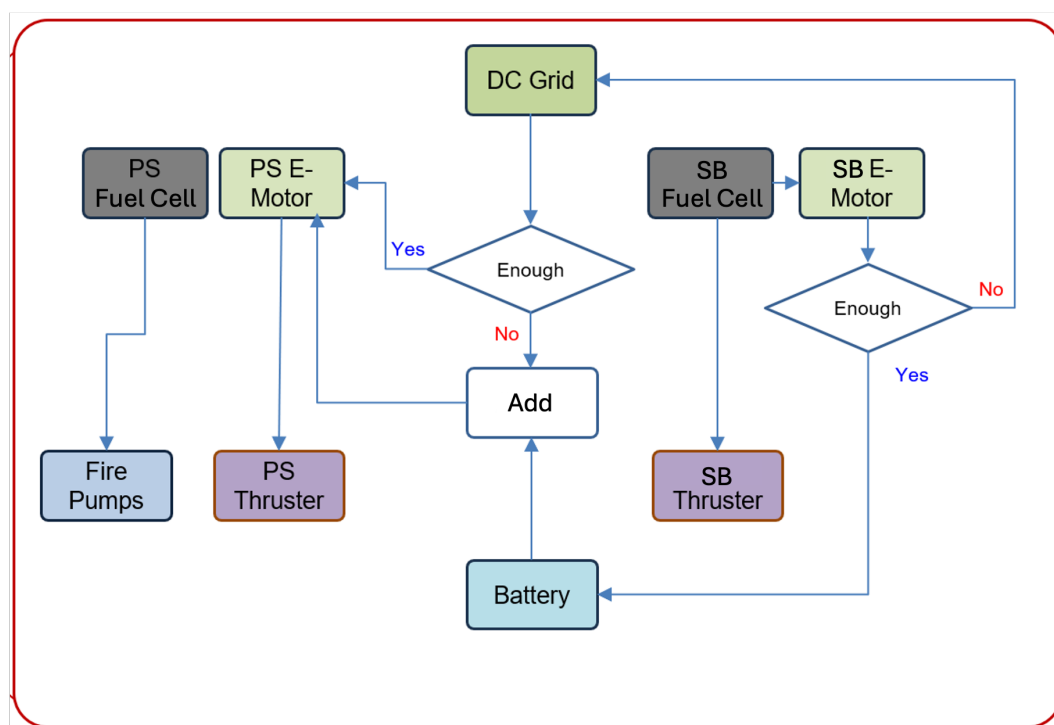 DC Grid
PS
Fuel Cell
PS E-
Motor
SB
Fuel Cell
SB E-
Motor
Yes
Enough
No
Enough
No
Yes
Add
Fire
Pumps
PS
Thruster
SB
Thruster
Battery